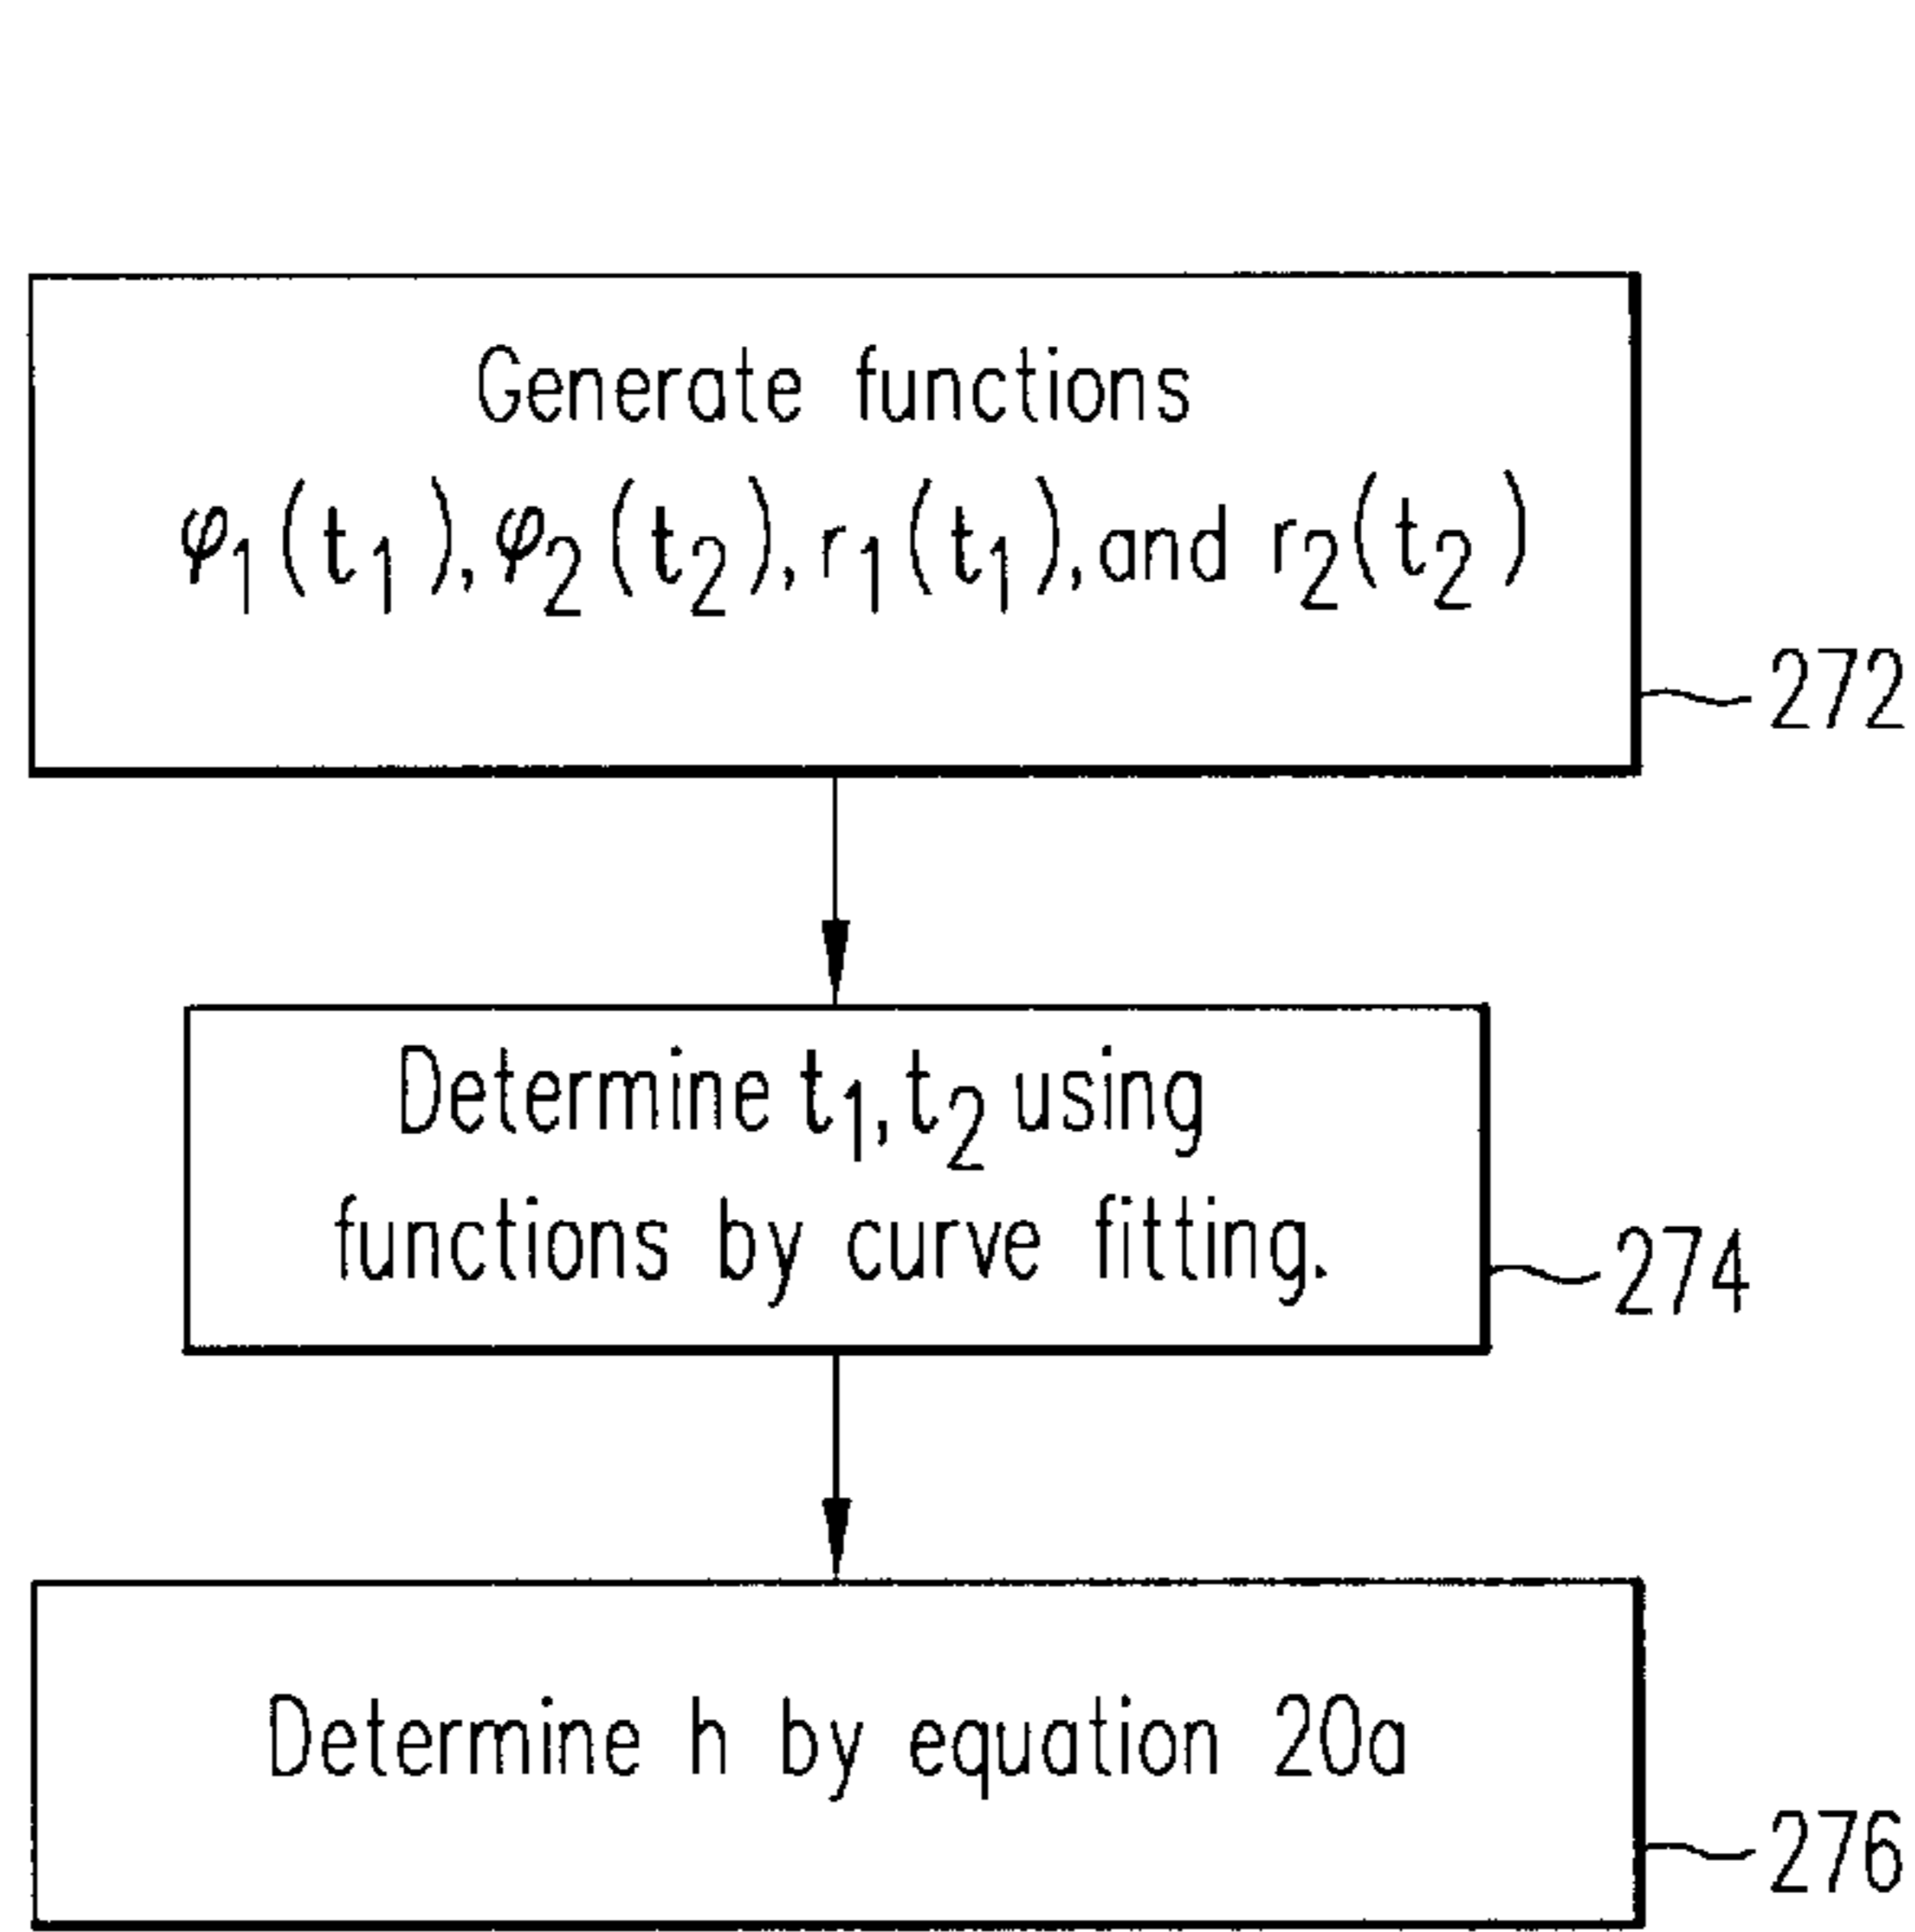 Generate functions
φ₁(t₁), φ₂(t₂), r₁(t₁), and r₂(t₂)
272
Determine t₁, t₂ using
functions by curve fitting.
274
Determine h by equation 20a
276